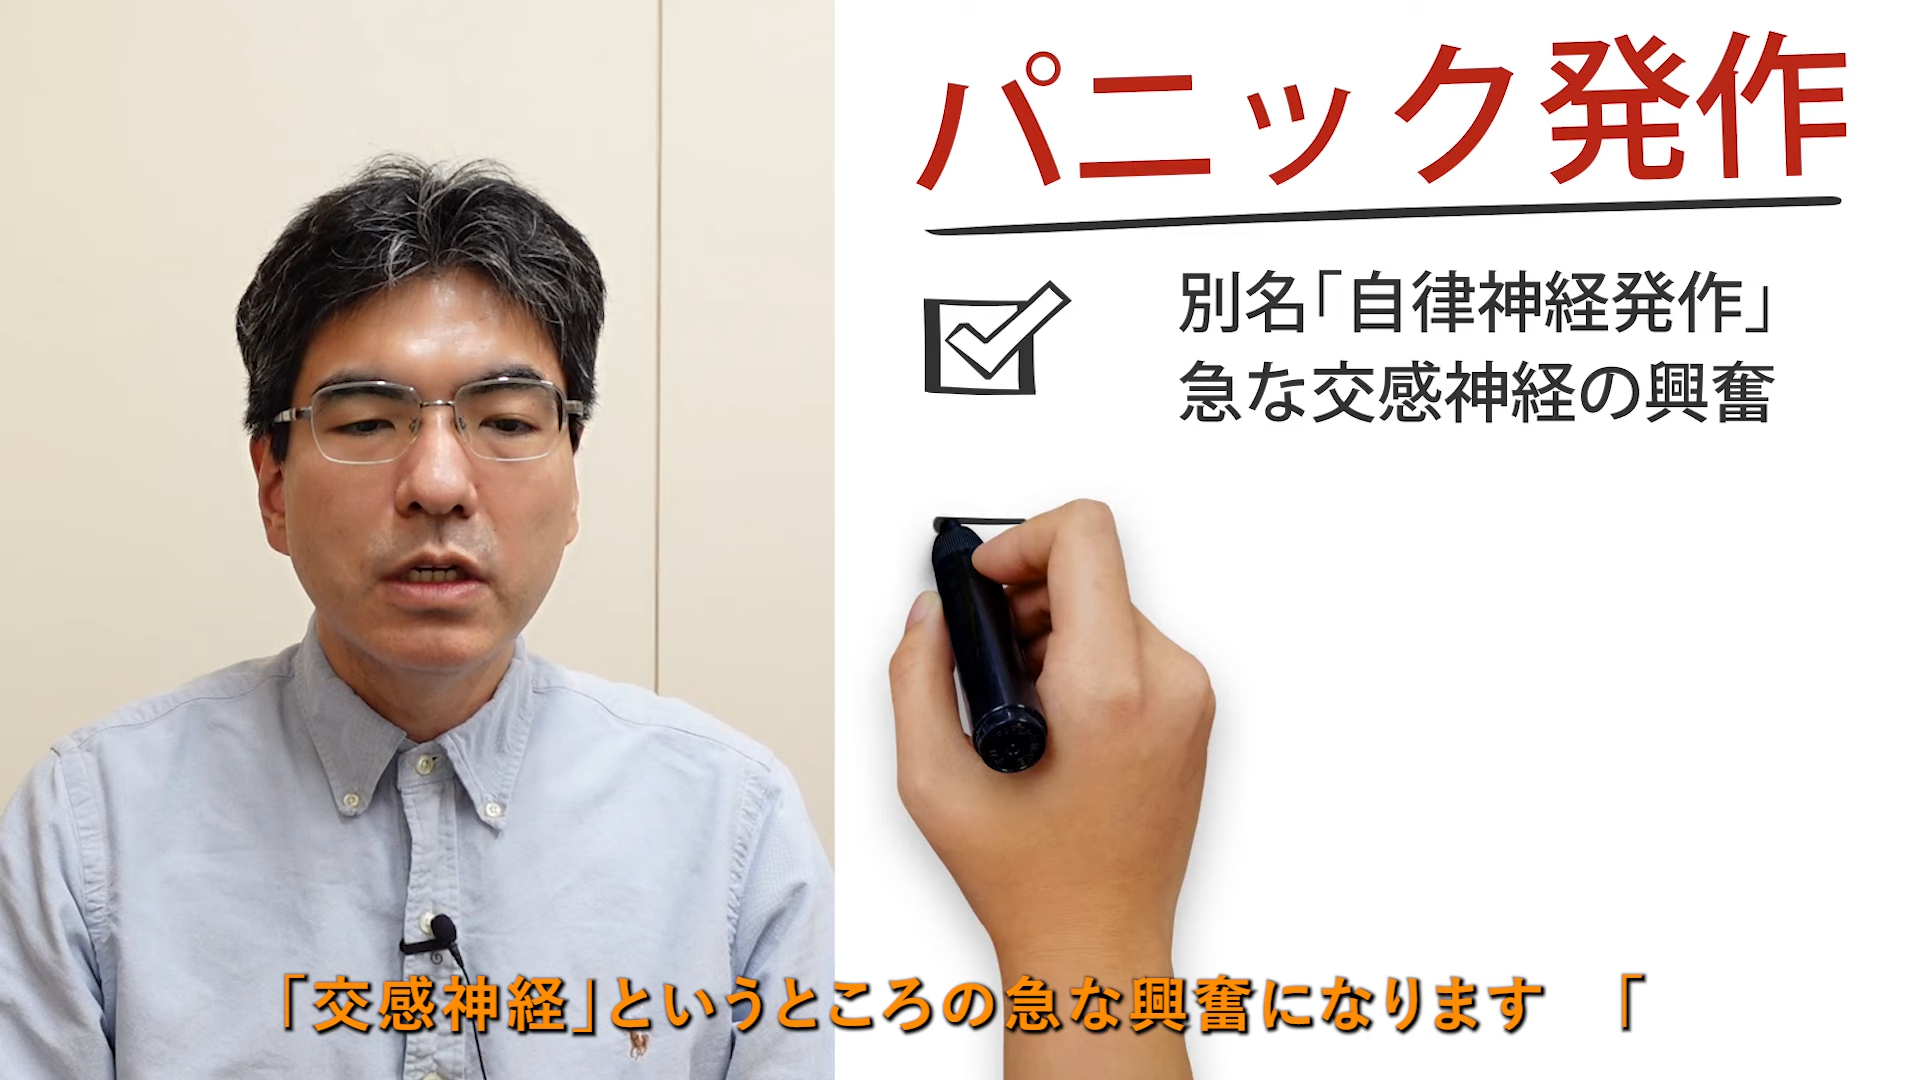 パニック発作
別名「自律神経発作」
急な交感神経の興奮
「交感神経」というところの急な興奮になります　「